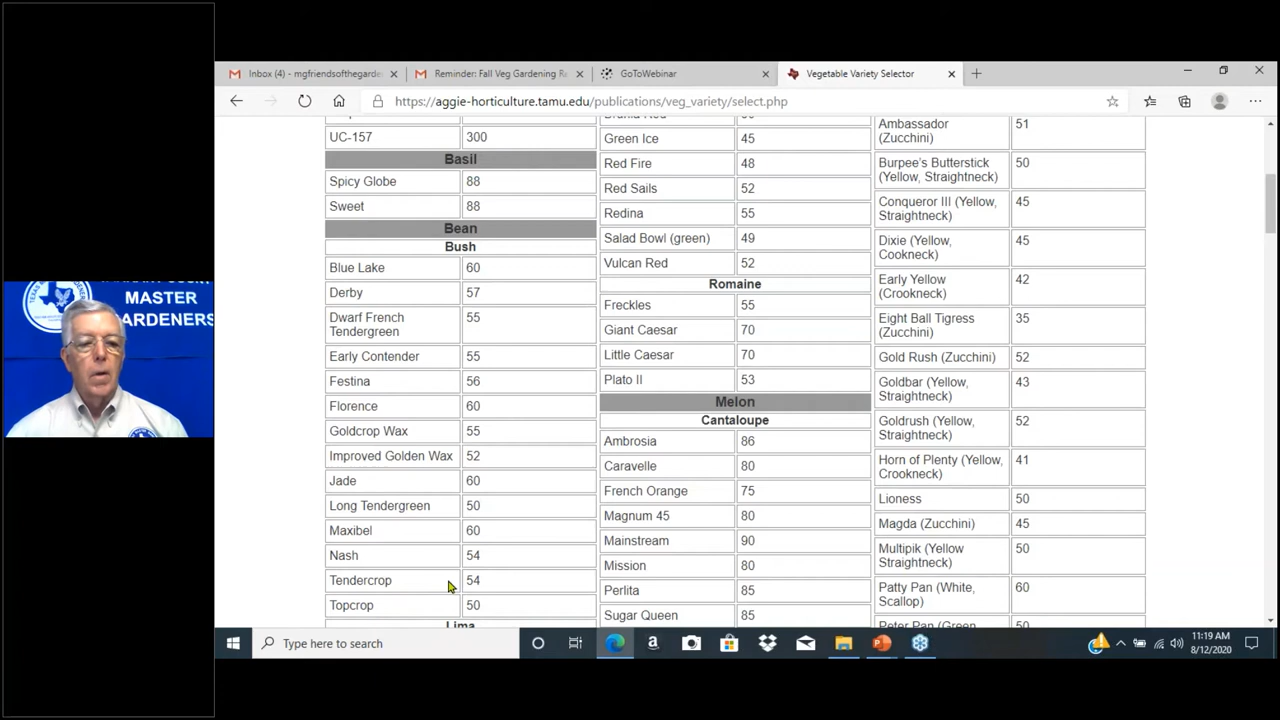 Inbox (4) - mgfriendsofthegarde
Reminder: Fall Veg Gardening Re
GoToWebinar
Vegetable Variety Selector
https://aggie-horticulture.tamu.edu/publications/veg_variety/select.php
UC-157 300
Basil
Spicy Globe 88
Sweet 88
Bean
Bush
Blue Lake 60
Derby 57
Dwarf French
Tendergreen 55
Early Contender 55
Festina 56
Florence 60
Goldcrop Wax 55
Improved Golden Wax 52
Jade 60
Long Tendergreen 50
Maxibel 60
Nash 54
Tendercrop 54
Topcrop 50
Lima
Green Ice 45
Red Fire 48
Red Sails 52
Redina 55
Salad Bowl (green) 49
Vulcan Red 52
Romaine
Freckles 55
Giant Caesar 70
Little Caesar 70
Plato II 53
Melon
Cantaloupe
Ambrosia 86
Caravelle 80
French Orange 75
Magnum 45 80
Mainstream 90
Mission 80
Perlita 85
Sugar Queen 85
Ambassador
(Zucchini) 51
Burpee's Butterstick
(Yellow, Straightneck) 50
Conqueror III (Yellow,
Straightneck) 45
Dixie (Yellow,
Cookneck) 45
Early Yellow
(Crookneck) 42
Eight Ball Tigress
(Zucchini) 35
Gold Rush (Zucchini) 52
Goldbar (Yellow,
Straightneck) 43
Goldrush (Yellow,
Straightneck) 52
Horn of Plenty (Yellow,
Crookneck) 41
Lioness 50
Magda (Zucchini) 45
Multipik (Yellow
Straightneck) 50
Patty Pan (White,
Scallop) 60
Peter Pan (Green 50
MASTER
GARDENERS
Type here to search
11:19 AM
8/12/2020